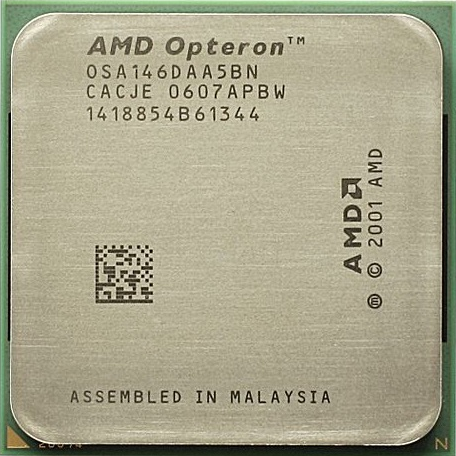 AMD Opteron™
OSA146DAA5BN
CACJE 0607APBW
1418854B61344
AMD
ⓜ © 2001 AMD
ASSEMBLED IN MALAYSIA
N